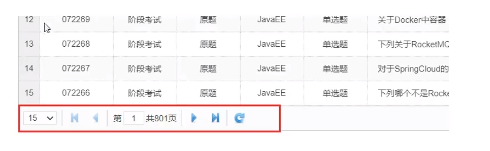 12 072269 阶段考试 原题 JavaEE 单选题 关于Docker中容器
13 072268 阶段考试 原题 JavaEE 单选题 下列关于RocketMQ
14 072267 阶段考试 原题 JavaEE 单选题 对于SpringCloud的
15 072266 阶段考试 原题 JavaEE 单选题 下列哪个不是Rocke
15 第 1 共801页